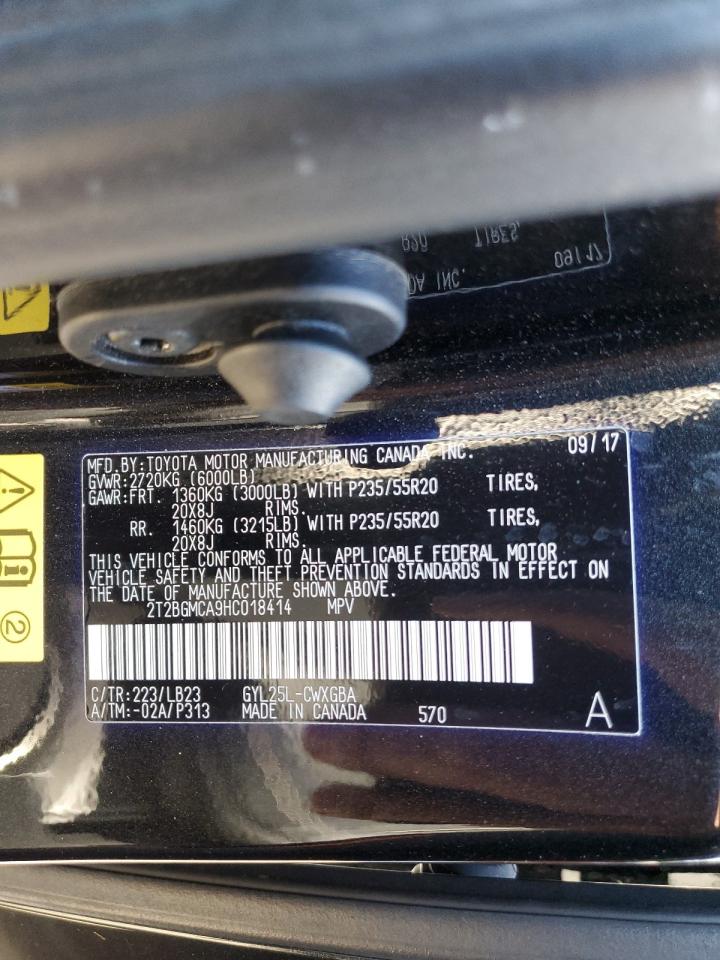 MFD.BY:TOYOTA MOTOR MANUFACTURING CANADA INC. 09/17
GVWR:2720KG (6000LB)
GAWR:FRT. 1360KG (3000LB) WITH P235/55R20 TIRES,
20X8J RIMS.
RR. 1460KG (3215LB) WITH P235/55R20 TIRES,
20X8J RIMS.
THIS VEHICLE CONFORMS TO ALL APPLICABLE FEDERAL MOTOR
VEHICLE SAFETY AND THEFT PREVENTION STANDARDS IN EFFECT ON
THE DATE OF MANUFACTURE SHOWN ABOVE.
2T2BGMCA9HC018414 MPV
C/TR:223/LB23 GYL25L-CWXGBA
A/TM:-02A/P313 MADE IN CANADA 570 A
2